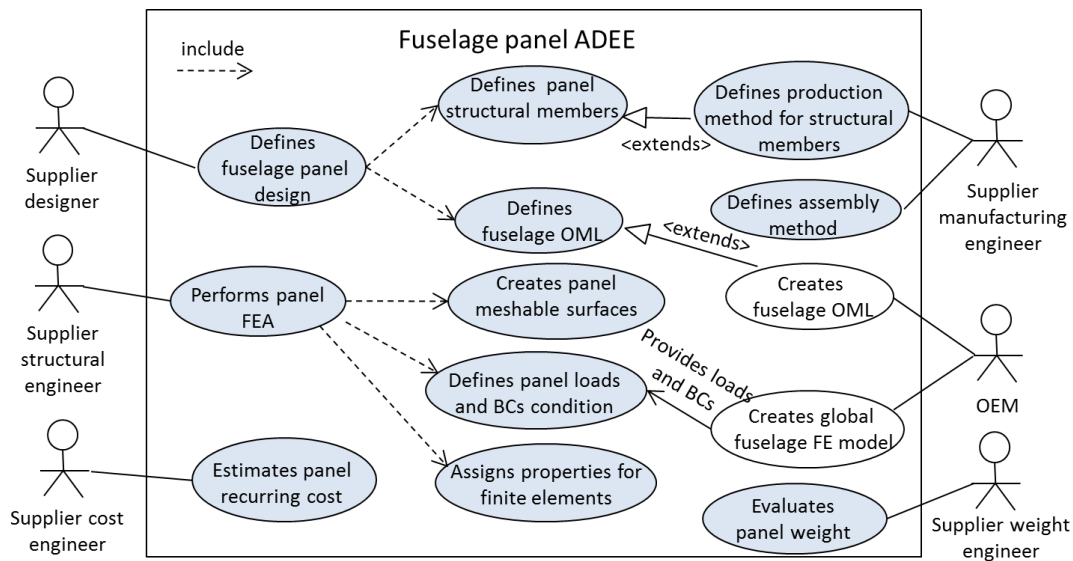 Fuselage panel ADEE
include
Supplier
designer
Defines
fuselage panel
design
Defines panel
structural members
<extends>
Defines production
method for structural
members
Supplier
manufacturing
engineer
Defines
fuselage OML
<extends>
Defines assembly
method
Creates
fuselage OML
Supplier
structural
engineer
Performs panel
FEA
Creates panel
meshable surfaces
Defines panel loads
and BCs condition
Provides loads
and BCs
Creates global
fuselage FE model
OEM
Supplier cost
engineer
Estimates panel
recurring cost
Assigns properties for
finite elements
Evaluates
panel weight
Supplier weight
engineer